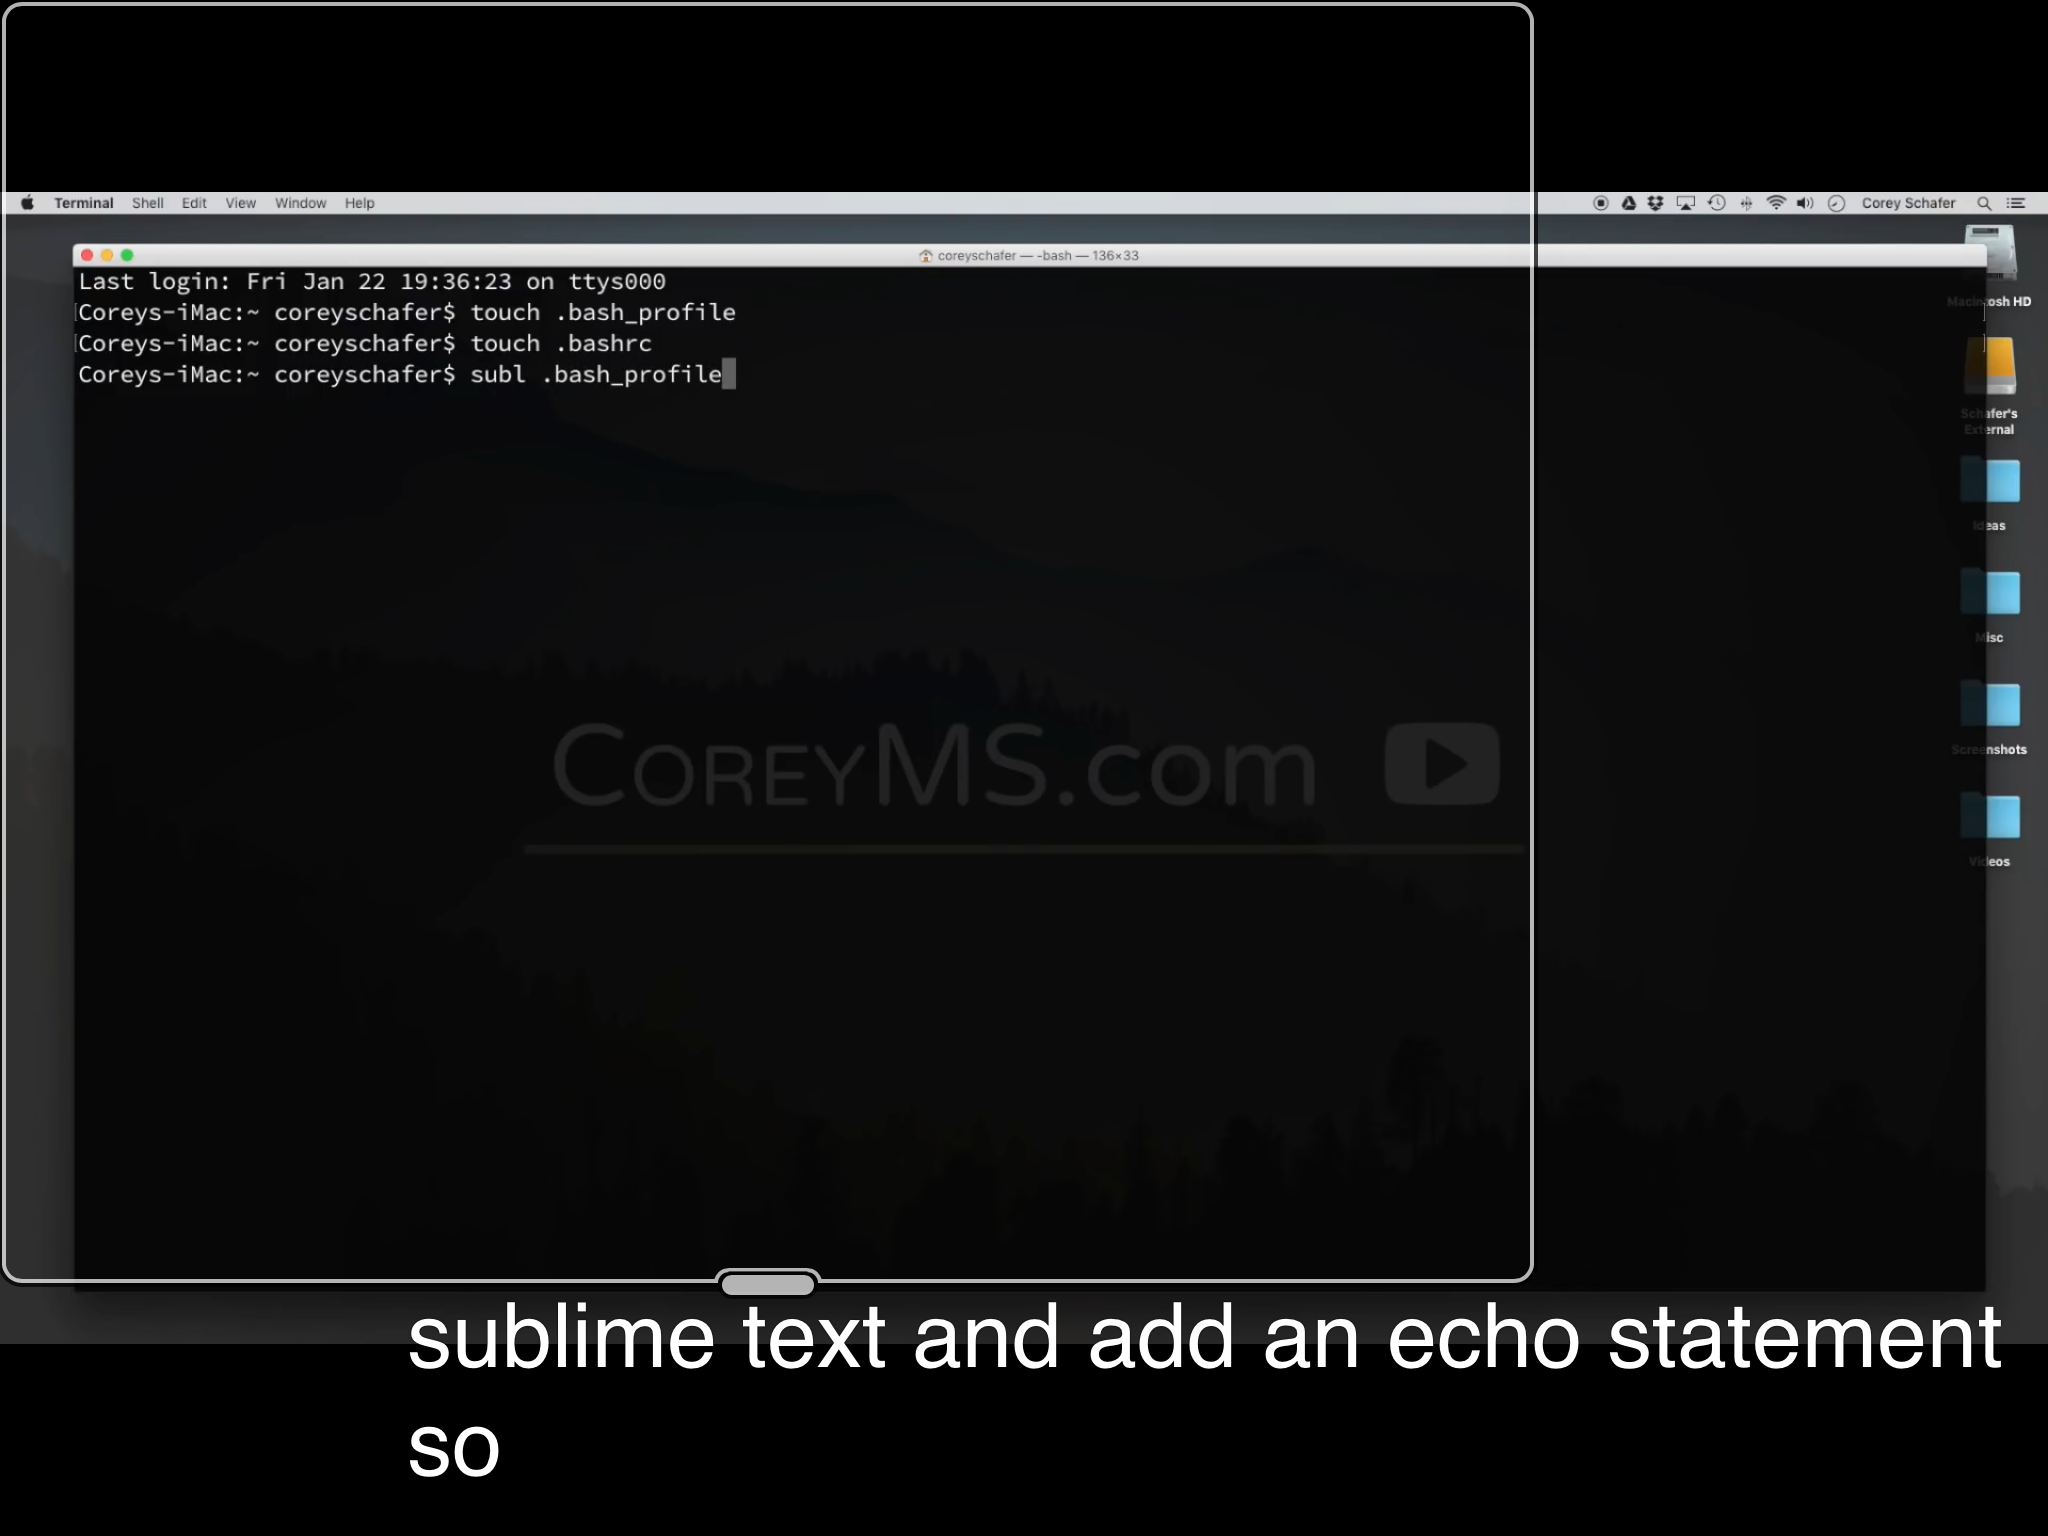 Terminal Shell Edit View Window Help Corey Schafer
coreyschafer — -bash — 136×33
Last login: Fri Jan 22 19:36:23 on ttys000
Coreys-iMac:~ coreyschafer$ touch .bash_profile
Coreys-iMac:~ coreyschafer$ touch .bashrc
Coreys-iMac:~ coreyschafer$ subl .bash_profile
Macintosh HD
Schafer's
External
Ideas
Misc
Screenshots
Videos
CoreyMS.com
sublime text and add an echo statement
so